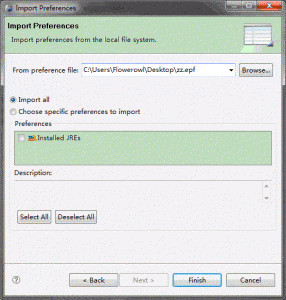 Import Preferences
Import Preferences
Import preferences from the local file system.
From preference file: C:\Users\Flowerowl\Desktop\zz.epf Browse...
Import all
Choose specific preferences to import
Preferences
Installed JREs
Description:
Select All Deselect All
< Back Next > Finish Cancel